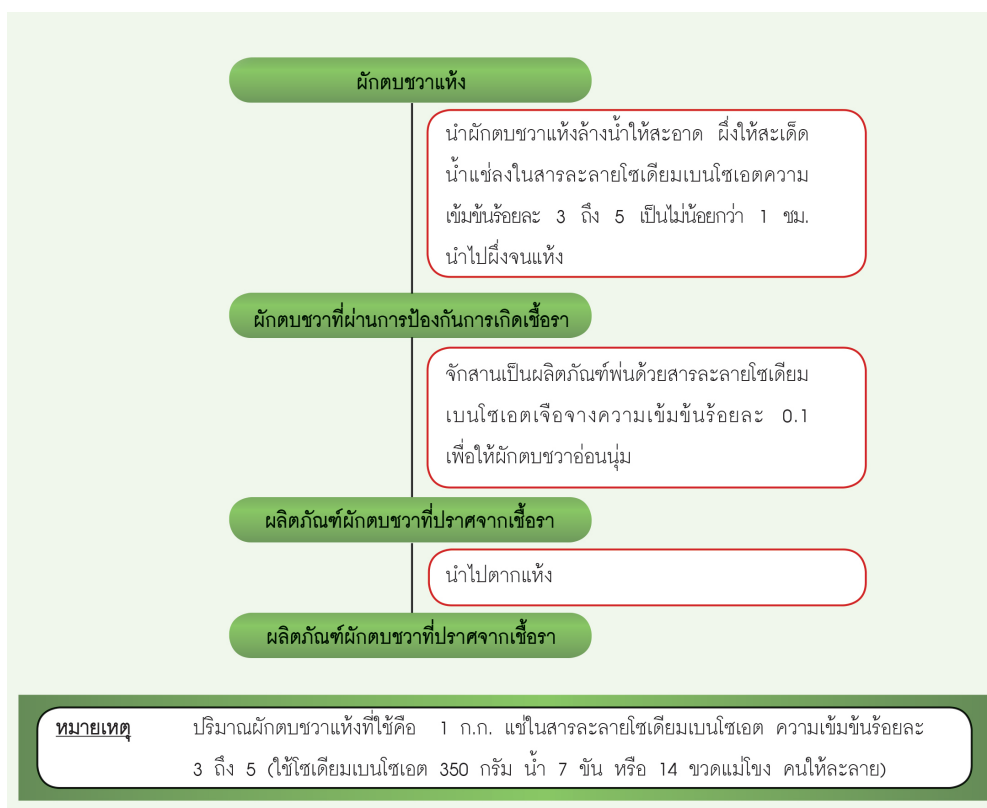 ผักตบชวาแห้ง
นำผักตบชวาแห้งล้างน้ำให้สะอาด ผึ่งให้สะเด็ด
น้ำแช่ลงในสารละลายโซเดียมเบนโซเอตความ
เข้มข้นร้อยละ 3 ถึง 5 เป็นไม่น้อยกว่า 1 ชม.
นำไปผึ่งจนแห้ง
ผักตบชวาที่ผ่านการป้องกันการเกิดเชื้อรา
จักสานเป็นผลิตภัณฑ์พ่นด้วยสารละลายโซเดียม
เบนโซเอตเจือจางความเข้มข้นร้อยละ 0.1
เพื่อให้ผักตบชวาอ่อนนุ่ม
ผลิตภัณฑ์ผักตบชวาที่ปราศจากเชื้อรา
นำไปตากแห้ง
ผลิตภัณฑ์ผักตบชวาที่ปราศจากเชื้อรา
หมายเหตุ ปริมาณผักตบชวาแห้งที่ใช้คือ 1 ก.ก. แช่ในสารละลายโซเดียมเบนโซเอต ความเข้มข้นร้อยละ
3 ถึง 5 (ใช้โซเดียมเบนโซเอต 350 กรัม น้ำ 7 ขัน หรือ 14 ขวดแม่โขง คนให้ละลาย)